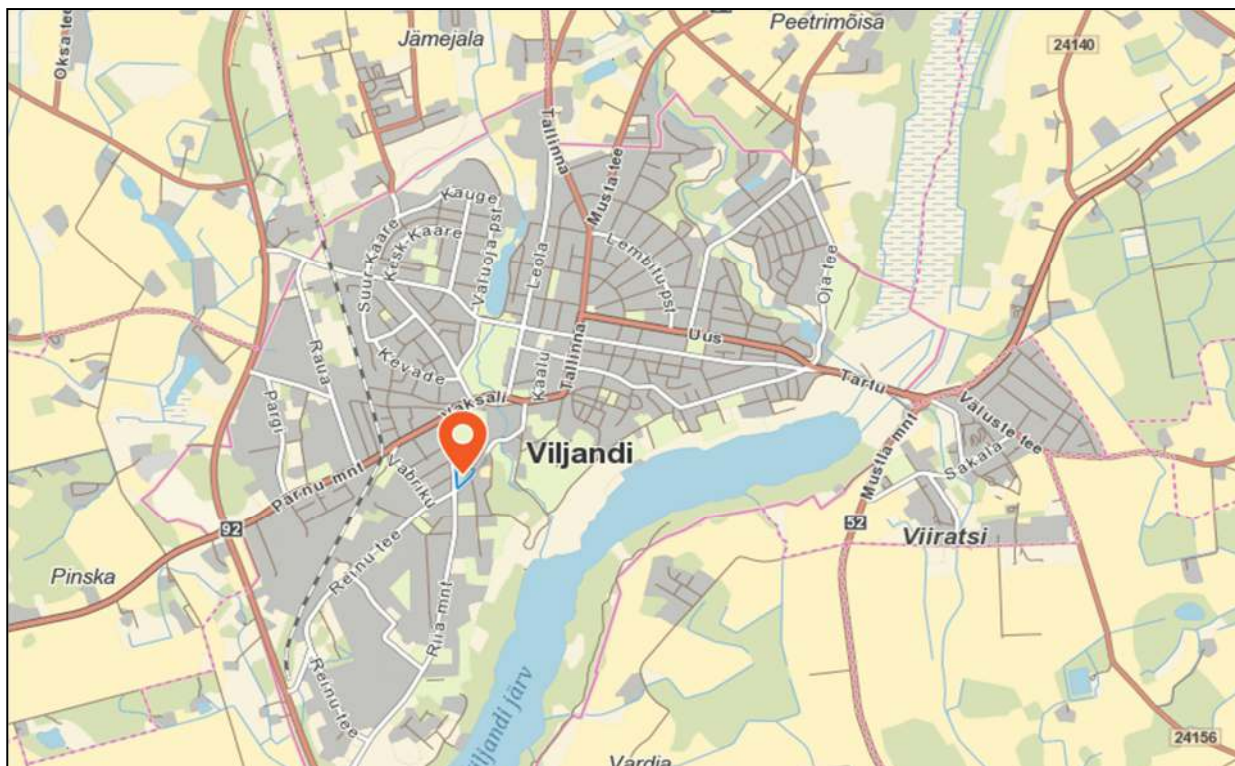 Oksa tee
Jämejala
52
Peetrimõisa
24140
Tallinna
Musta tee
Kauge
Kesk-Kaare
Suur-Kaare
Valuoja pst
Leola
Lembitu pst
Oja tee
Uus
Raua
Kevade
Kaalu
Tallinna
Pargi
Vaksali
Tartu
Valuste tee
Viljandi
Mustla mnt
Sakala
Pärnu mnt
Vabriku
92
52
Viiratsi
Pinska
Reinu tee
Riia mnt
Reinu tee
Viljandi järv
24156
Vardja